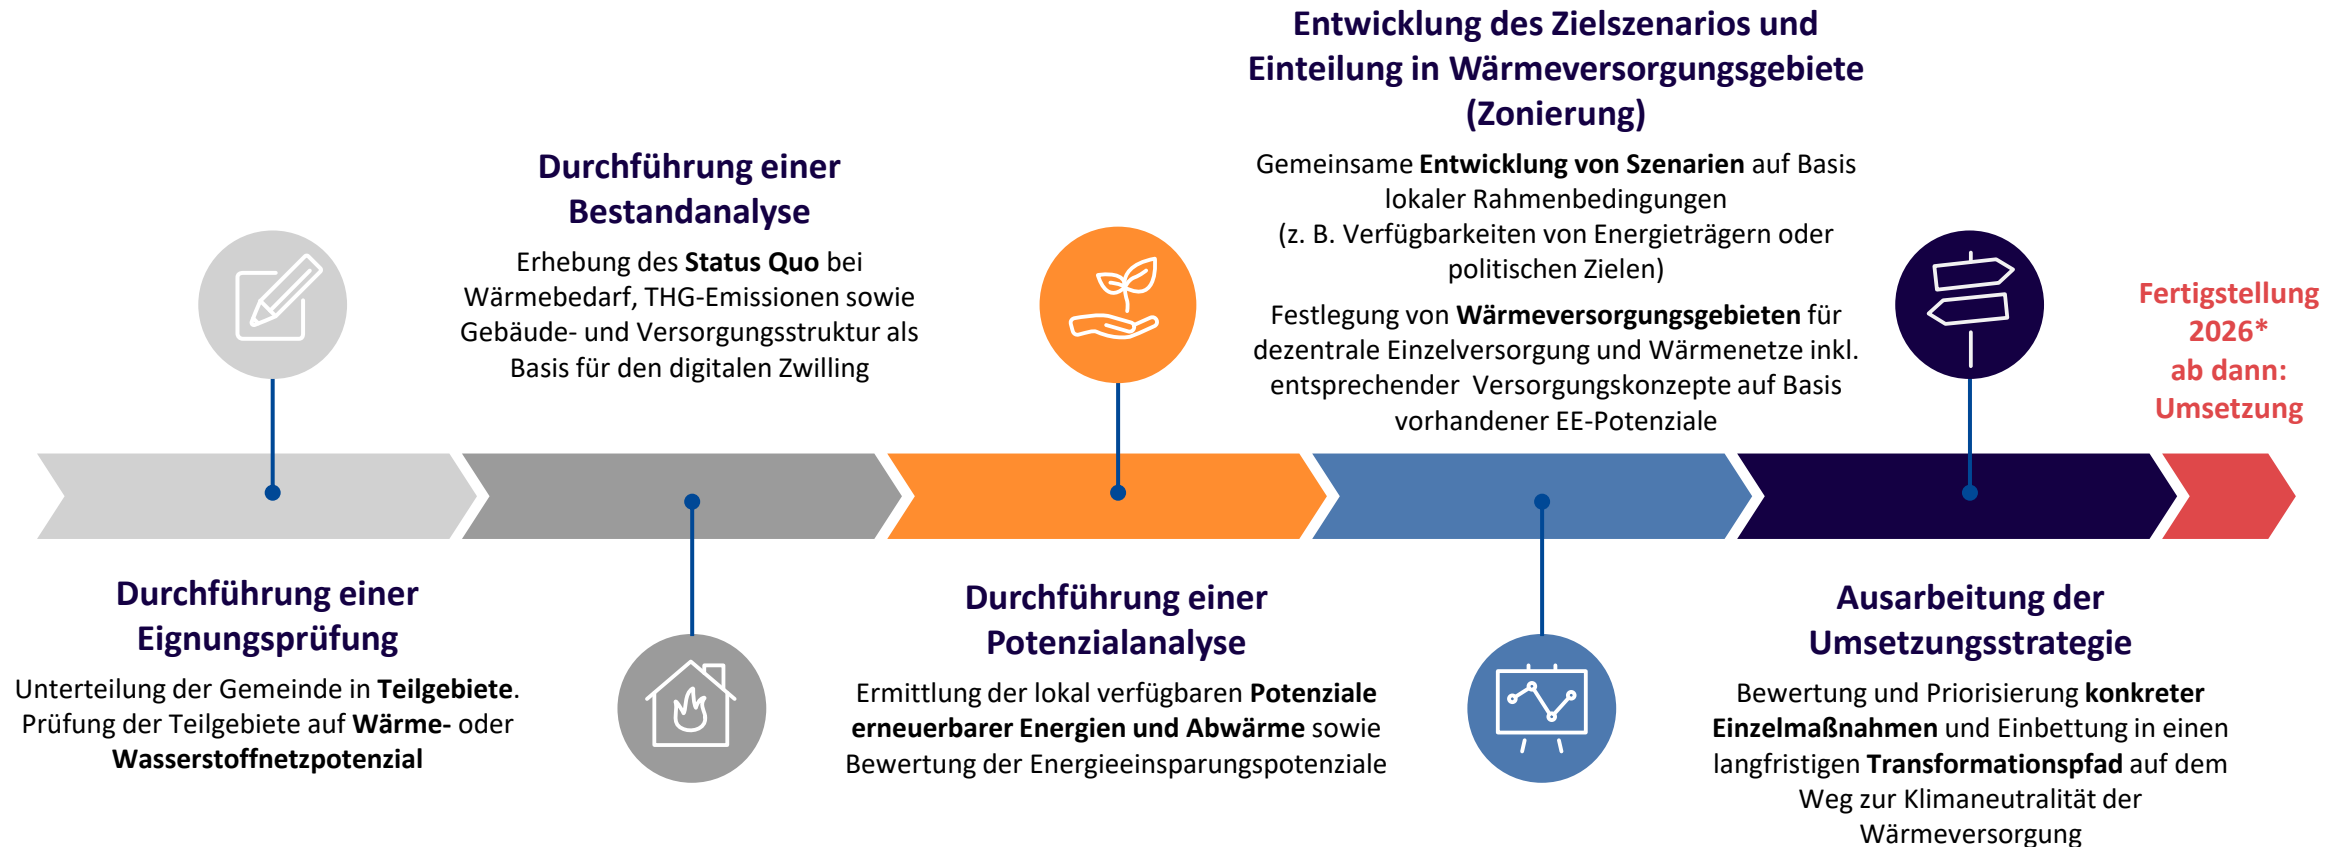 Durchführung einer
Eignungsprüfung
Unterteilung der Gemeinde in Teilgebiete.
Prüfung der Teilgebiete auf Wärme- oder
Wasserstoffnetzpotenzial
Durchführung einer
Bestandanalyse
Erhebung des Status Quo bei
Wärmebedarf, THG-Emissionen sowie
Gebäude- und Versorgungsstruktur als
Basis für den digitalen Zwilling
Durchführung einer
Potenzialanalyse
Ermittlung der lokal verfügbaren Potenziale
erneuerbarer Energien und Abwärme sowie
Bewertung der Energieeinsparungspotenziale
Entwicklung des Zielszenarios und
Einteilung in Wärmeversorgungsgebiete
(Zonierung)
Gemeinsame Entwicklung von Szenarien auf Basis
lokaler Rahmenbedingungen
(z. B. Verfügbarkeiten von Energieträgern oder
politischen Zielen)
Festlegung von Wärmeversorgungsgebieten für
dezentrale Einzelversorgung und Wärmenetze inkl.
entsprechender Versorgungskonzepte auf Basis
vorhandener EE-Potenziale
Ausarbeitung der
Umsetzungsstrategie
Bewertung und Priorisierung konkreter
Einzelmaßnahmen und Einbettung in einen
langfristigen Transformationspfad auf dem
Weg zur Klimaneutralität der
Wärmeversorgung
Fertigstellung
2026*
ab dann:
Umsetzung